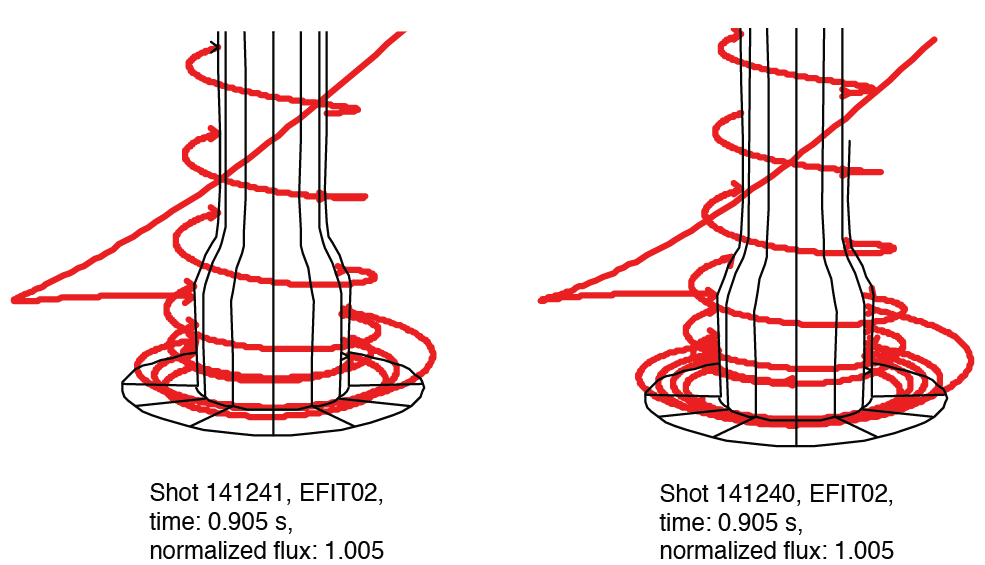 Shot 141241, EFIT02,
time: 0.905 s,
normalized flux: 1.005
Shot 141240, EFIT02,
time: 0.905 s,
normalized flux: 1.005